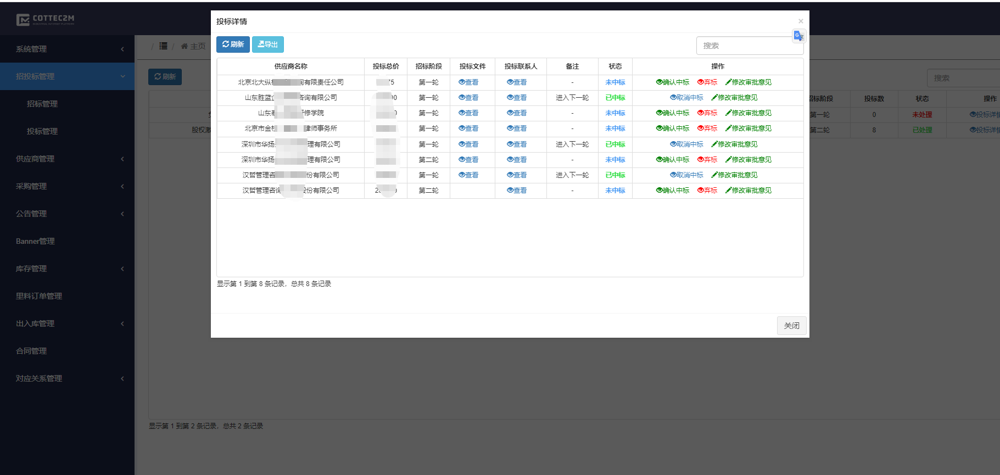 COTTEC2M
投标详情
×
刷新 导出 搜索
供应商名称 投标总价 招标阶段 投标文件 投标联系人 备注 状态 操作
北京北大纵 询有限责任公司 75 第一轮 查看 查看 - 未中标 确认中标 弃标 修改审批意见
山东胜蓝企 咨询有限公司 00 第一轮 查看 查看 进入下一轮 已中标 取消中标 修改审批意见
山东 研修学院 0 第一轮 查看 查看 - 未中标 确认中标 弃标 修改审批意见
北京市金 律师事务所 第一轮 查看 查看 - 未中标 确认中标 弃标 修改审批意见
深圳市华扬 理有限公司 第一轮 查看 查看 进入下一轮 已中标 取消中标 修改审批意见
深圳市华扬 理有限公司 第二轮 查看 查看 - 未中标 确认中标 弃标 修改审批意见
汉哲管理咨 份有限公司 第一轮 查看 查看 进入下一轮 已中标 取消中标 修改审批意见
汉哲管理咨询 股份有限公司 2 第二轮 查看 - 未中标 确认中标 弃标 修改审批意见
显示第 1 到第 8 条记录，总共 8 条记录
关闭
系统管理
招投标管理
招标管理
投标管理
供应商管理
采购管理
公告管理
Banner管理
库存管理
里料订单管理
出入库管理
合同管理
对应关系管理
/ / 主页
刷新 搜索
招标阶段 投标数 状态 操作
第一轮 0 未处理 投标详情
股权激 第二轮 8 已处理 投标详情
显示第 1 到第 2 条记录，总共 2 条记录